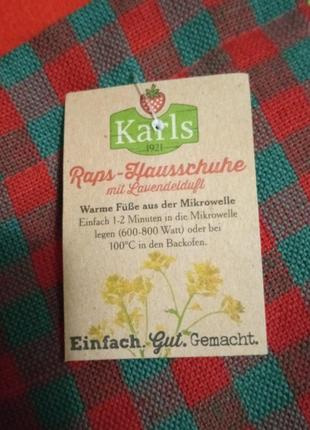 Karls
1921
Raps-Hausschuhe
mit Lavendelduft
Warme Füße aus der Mikrowelle
Einfach 1-2 Minuten in die Mikrowelle
legen (600-800 Watt) oder bei
100°C in den Backofen.
Einfach. Gut. Gemacht.